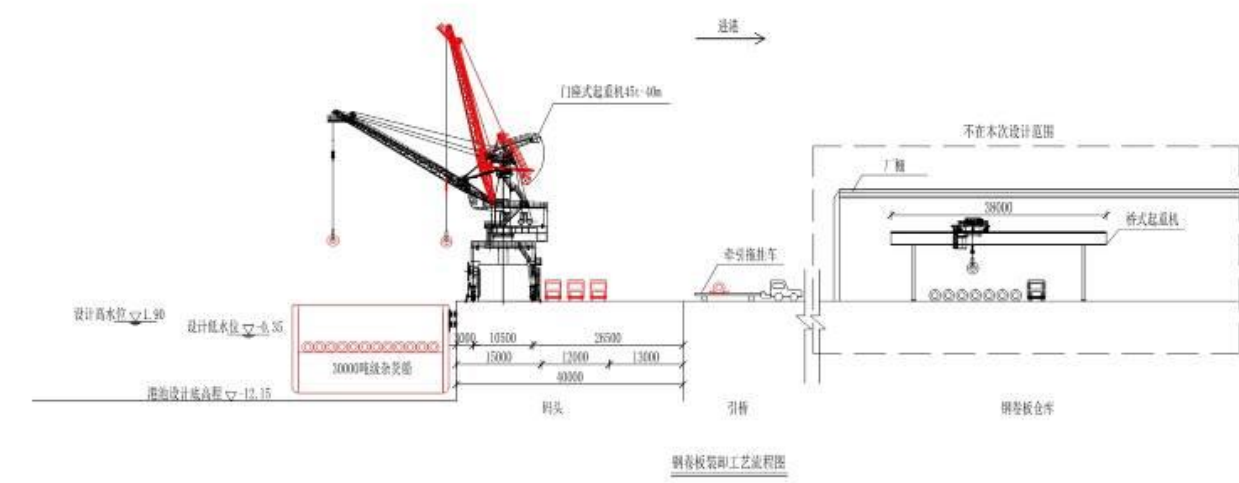 进港
门座式起重机45t-40m
不在本次设计范围
厂棚
38000
桥式起重机
牵引拖挂车
设计高水位 1.90
设计低水位 -0.35
3000 10500 26500
15000 12000 13000
30000吨级杂货船
40000
港池设计底高程 -12.15
码头
引桥
钢卷板仓库
钢卷板装卸工艺流程图